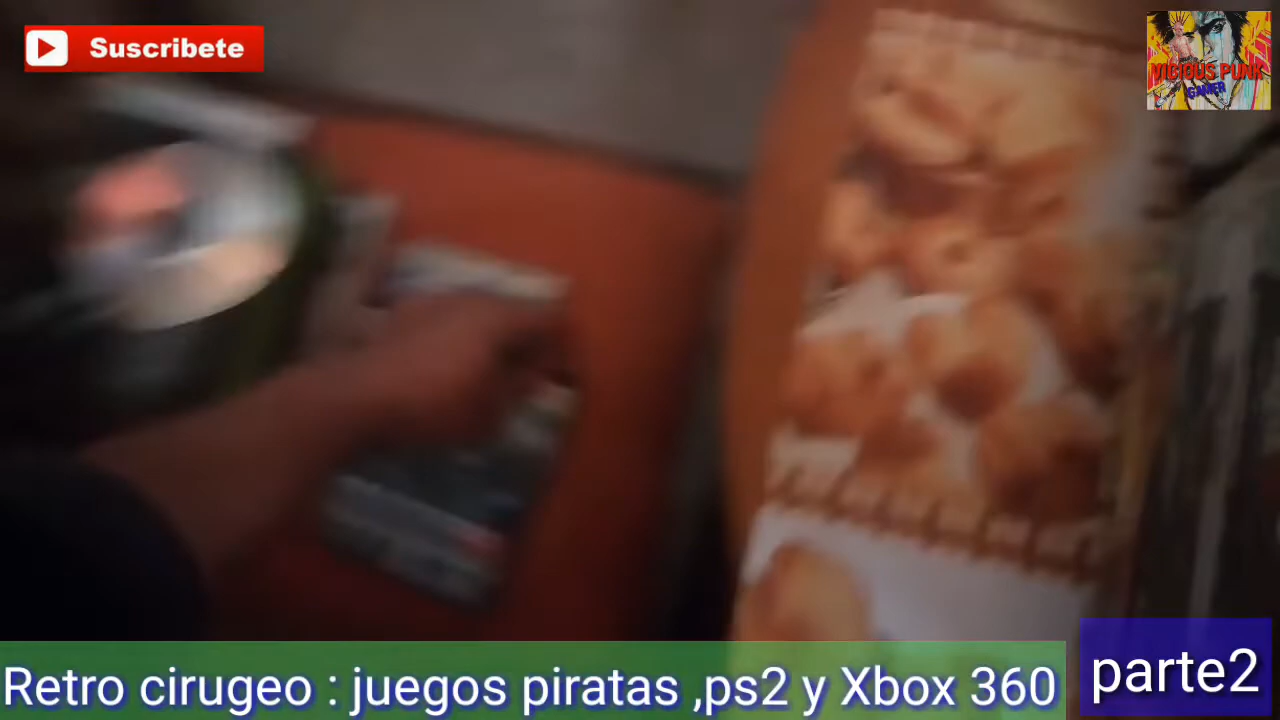 Suscribete
VICIOUS PUNK
GAMER
Retro cirugeo : juegos piratas ,ps2 y Xbox 360
parte2